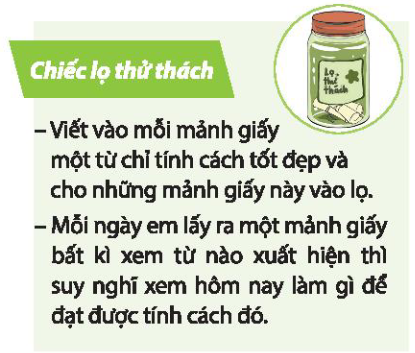 Chiếc lọ thử thách
Lọ
thử
thách
– Viết vào mỗi mảnh giấy
một từ chỉ tính cách tốt đẹp và
cho những mảnh giấy này vào lọ.
– Mỗi ngày em lấy ra một mảnh giấy
bất kì xem từ nào xuất hiện thì
suy nghĩ xem hôm nay làm gì để
đạt được tính cách đó.